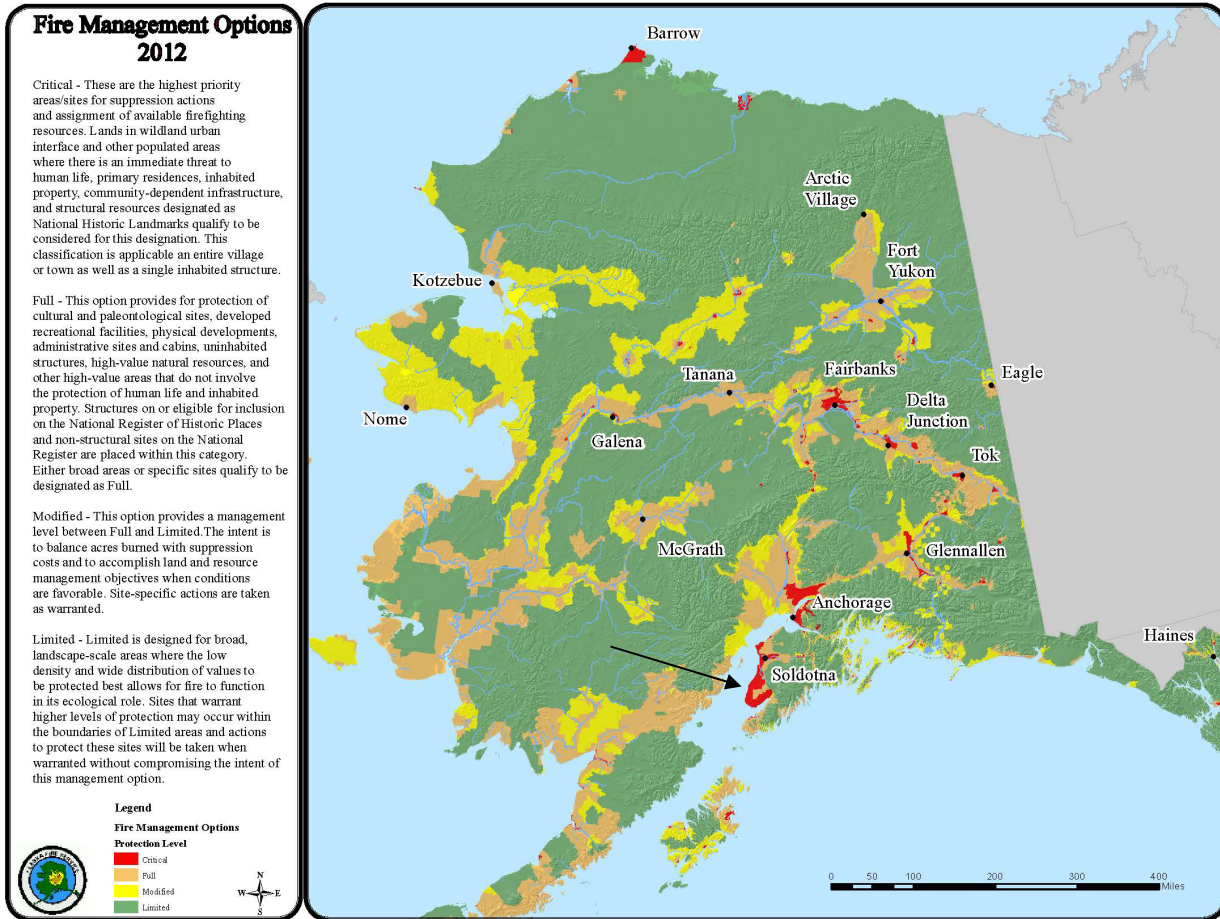 Fire Management Options
2012
Critical - These are the highest priority
areas/sites for suppression actions
and assignment of available firefighting
resources. Lands in wildland urban
interface and other populated areas
where there is an immediate threat to
human life, primary residences, inhabited
property, community-dependent infrastructure,
and structural resources designated as
National Historic Landmarks qualify to be
considered for this designation. This
classification is applicable an entire village
or town as well as a single inhabited structure.
Full - This option provides for protection of
cultural and paleontological sites, developed
recreational facilities, physical developments,
administrative sites and cabins, uninhabited
structures, high-value natural resources, and
other high-value areas that do not involve
the protection of human life and inhabited
property. Structures on or eligible for inclusion
on the National Register of Historic Places
and non-structural sites on the National
Register are placed within this category.
Either broad areas or specific sites qualify to be
designated as Full.
Modified - This option provides a management
level between Full and Limited.The intent is
to balance acres burned with suppression
costs and to accomplish land and resource
management objectives when conditions
are favorable. Site-specific actions are taken
as warranted.
Limited - Limited is designed for broad,
landscape-scale areas where the low
density and wide distribution of values to
be protected best allows for fire to function
in its ecological role. Sites that warrant
higher levels of protection may occur within
the boundaries of Limited areas and actions
to protect these sites will be taken when
warranted without compromising the intent of
this management option.
Legend
Fire Management Options
Protection Level
Critical
Full
Modified
Limited
N
W E
S
Barrow
Arctic
Village
Fort
Yukon
Kotzebue
Eagle
Fairbanks
Tanana
Delta
Junction
Nome
Galena
Tok
McGrath
Glennallen
Anchorage
Haines
Soldotna
0 50 100 200 300 400
Miles